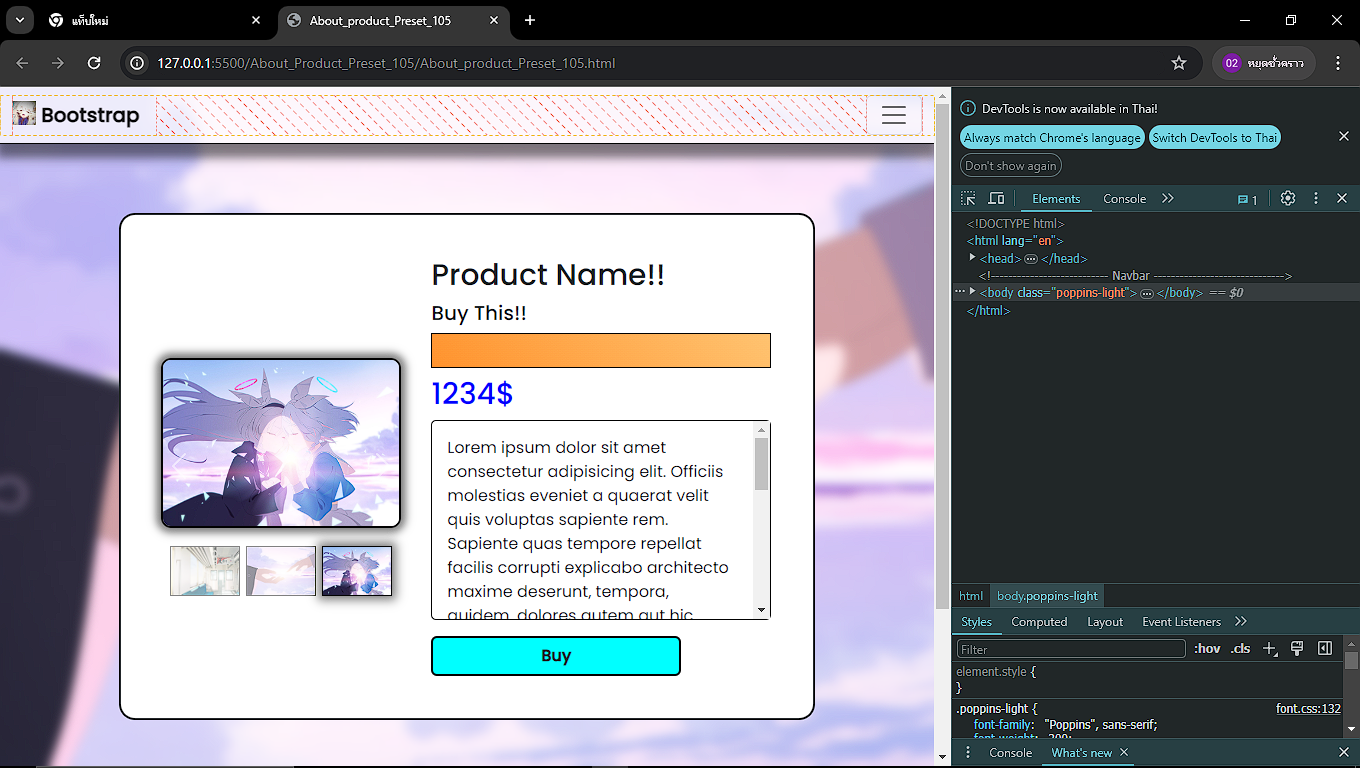 แท็บใหม่
About_product_Preset_105
127.0.0.1:5500/About_Product_Preset_105/About_product_Preset_105.html
02 หยุดชั่วคราว
Bootstrap
Product Name!!
Buy This!!
1234$
Lorem ipsum dolor sit amet
consectetur adipisicing elit. Officiis
molestias eveniet a quaerat velit
quis voluptas sapiente rem.
Sapiente quas tempore repellat
facilis corrupti explicabo architecto
maxime deserunt, tempora,
quidem, dolores autem aut hic
Buy
DevTools is now available in Thai!
Always match Chrome's language Switch DevTools to Thai
Don't show again
Elements Console 1
<!DOCTYPE html>
<html lang="en">
<head> </head>
<!--------------------------- Navbar ------------------------------>
<body class="poppins-light"> </body> == $0
</html>
html body.poppins-light
Styles Computed Layout Event Listeners
Filter :hov .cls
element.style {
}
.poppins-light { font.css:132
font-family: "Poppins", sans-serif;
font-weight: 300;
Console What's new